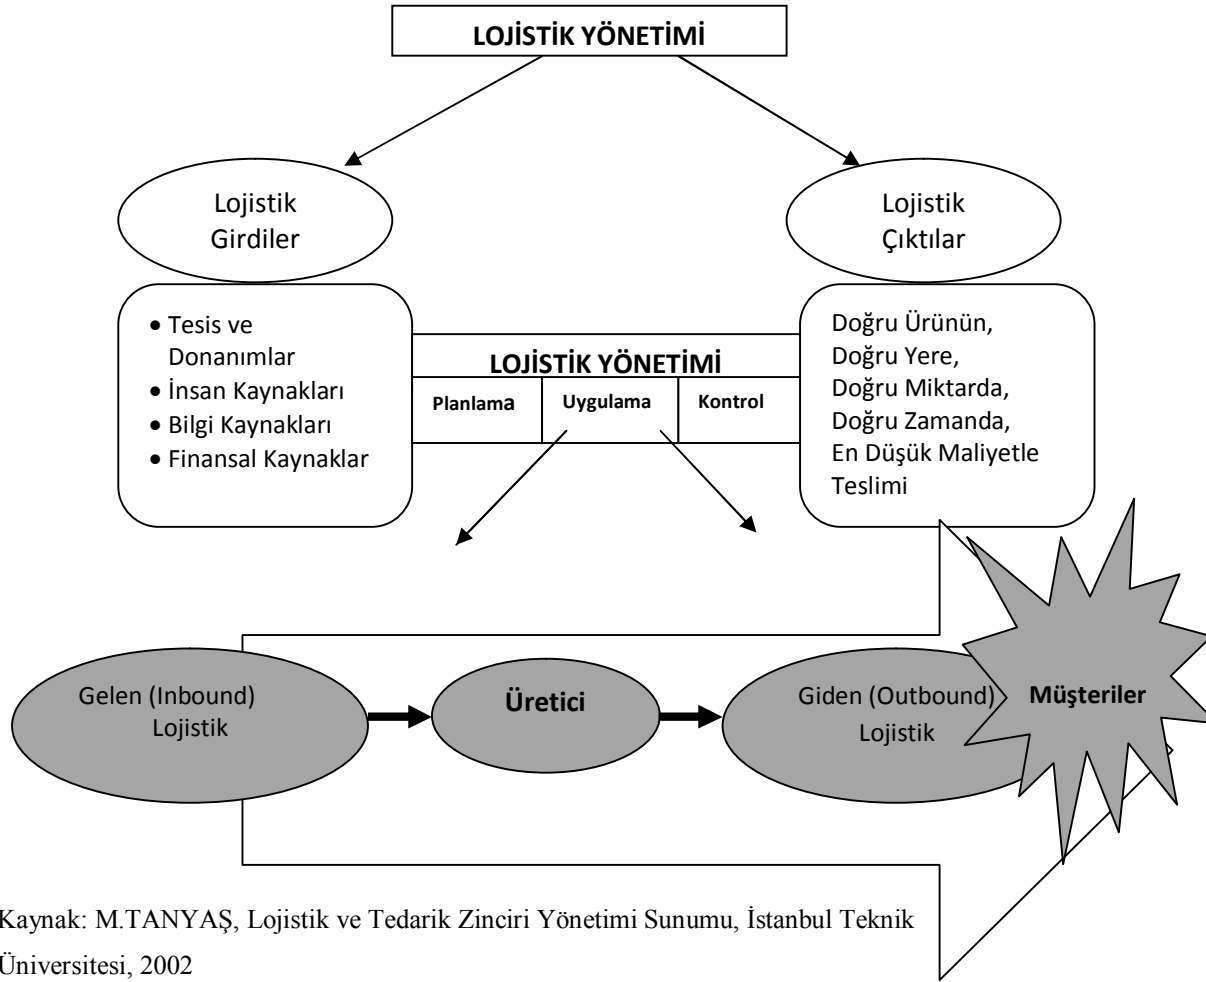 LOJİSTİK YÖNETİMİ
Lojistik
Girdiler
Lojistik
Çıktılar
• Tesis ve
Donanımlar
• İnsan Kaynakları
• Bilgi Kaynakları
• Finansal Kaynaklar
LOJİSTİK YÖNETİMİ
Planlama
Uygulama
Kontrol
Doğru Ürünün,
Doğru Yere,
Doğru Miktarda,
Doğru Zamanda,
En Düşük Maliyetle
Teslimi
Gelen (Inbound)
Lojistik
Üretici
Giden (Outbound)
Lojistik
Müşteriler
Kaynak: M.TANYAŞ, Lojistik ve Tedarik Zinciri Yönetimi Sunumu, İstanbul Teknik
Üniversitesi, 2002